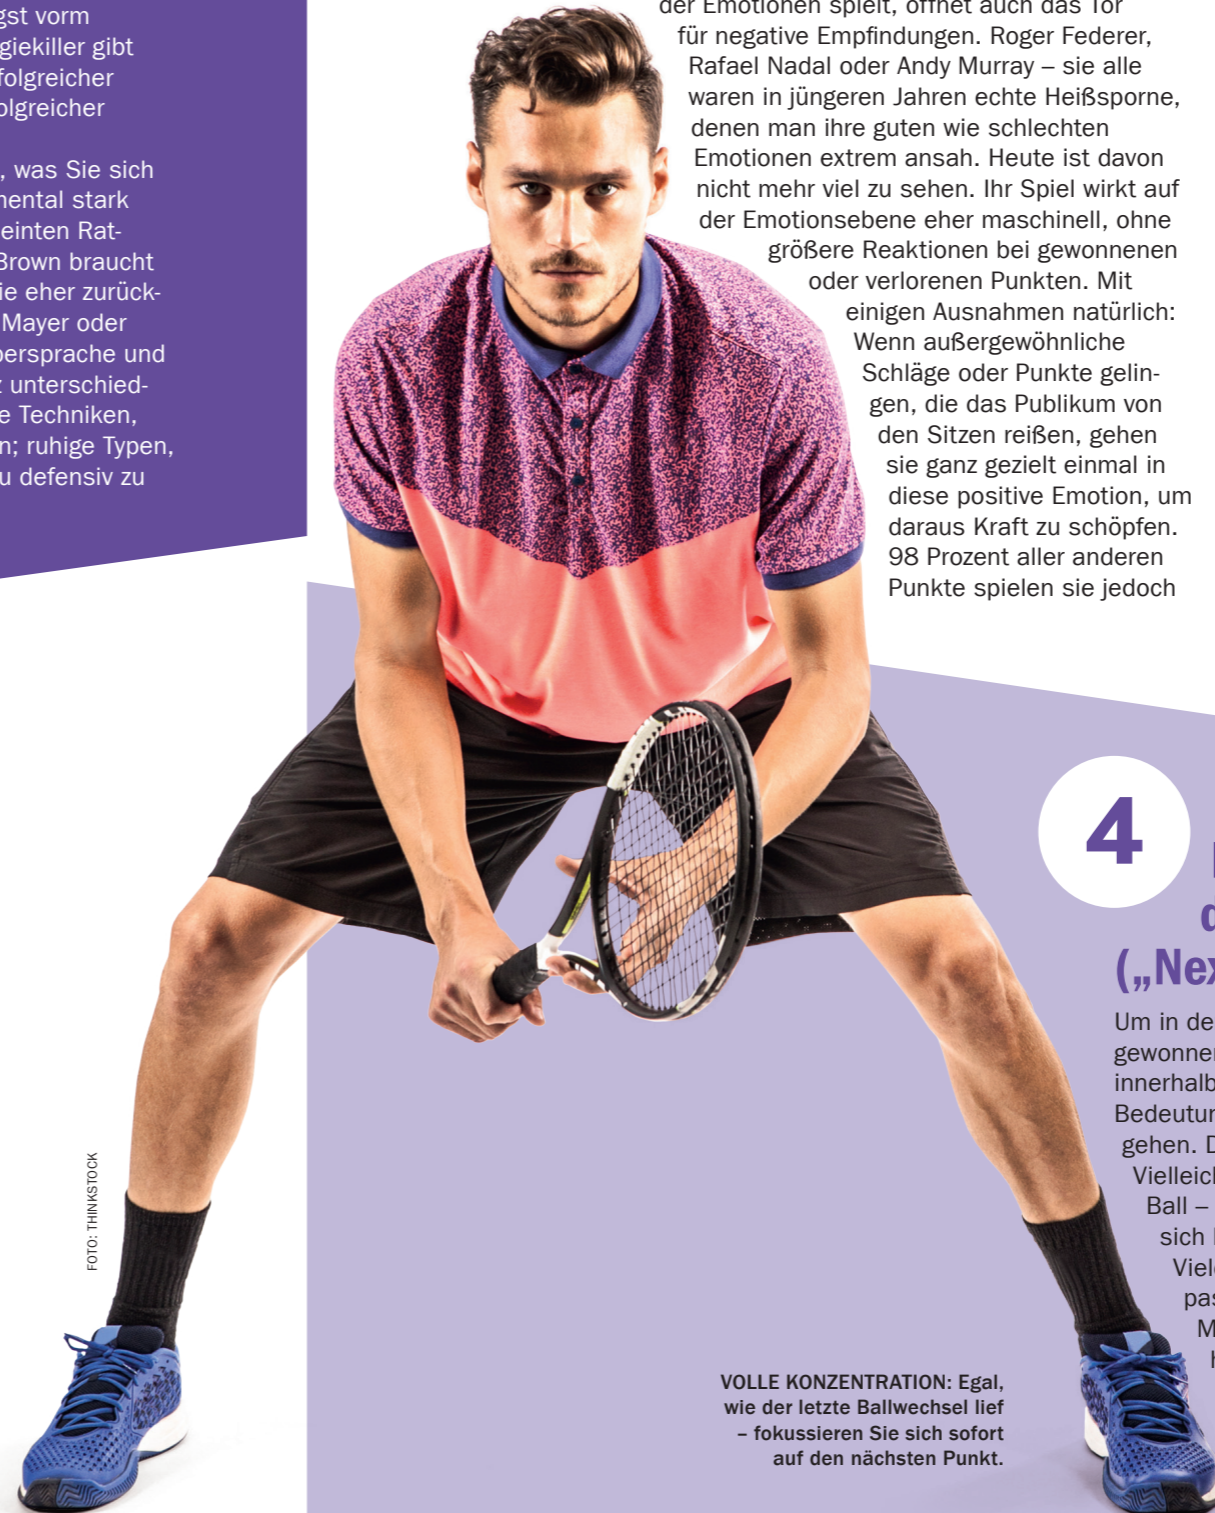 gst vorm
giekiller gibt
folgreicher
olgreicher
, was Sie sich
mental stark
einten Rat-
Brown braucht
ie eher zurück-
Mayer oder
persprache und
unterschied-
e Techniken,
n; ruhige Typen,
u defensiv zu
der Emotionen spielt, öffnet auch das Tor
für negative Empfindungen. Roger Federer,
Rafael Nadal oder Andy Murray – sie alle
waren in jüngeren Jahren echte Heißsporne,
denen man ihre guten wie schlechten
Emotionen extrem ansah. Heute ist davon
nicht mehr viel zu sehen. Ihr Spiel wirkt auf
der Emotionsebene eher maschinell, ohne
größere Reaktionen bei gewonnenen
oder verlorenen Punkten. Mit
einigen Ausnahmen natürlich:
Wenn außergewöhnliche
Schläge oder Punkte gelin-
gen, die das Publikum von
den Sitzen reißen, gehen
sie ganz gezielt einmal in
diese positive Emotion, um
daraus Kraft zu schöpfen.
98 Prozent aller anderen
Punkte spielen sie jedoch
4
(„Nex
Um in de
gewonne
innerhalb
Bedeutu
gehen. D
Vielleic
Ball –
sich
Viel
pas
M
FOTO: THINKSTOCK
VOLLE KONZENTRATION: Egal,
wie der letzte Ballwechsel lief
– fokussieren Sie sich sofort
auf den nächsten Punkt.